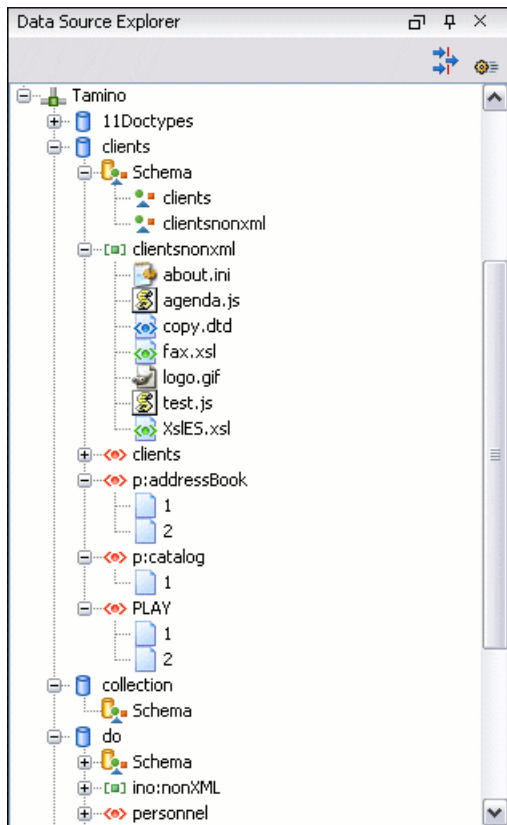 Data Source Explorer
Tamino
11Doctypes
clients
Schema
clients
clientsnonxml
clientsnonxml
about.ini
agenda.js
copy.dtd
fax.xsl
logo.gif
test.js
XslES.xsl
clients
p:addressBook
1
2
p:catalog
1
PLAY
1
2
collection
Schema
do
Schema
ino:nonXML
personnel